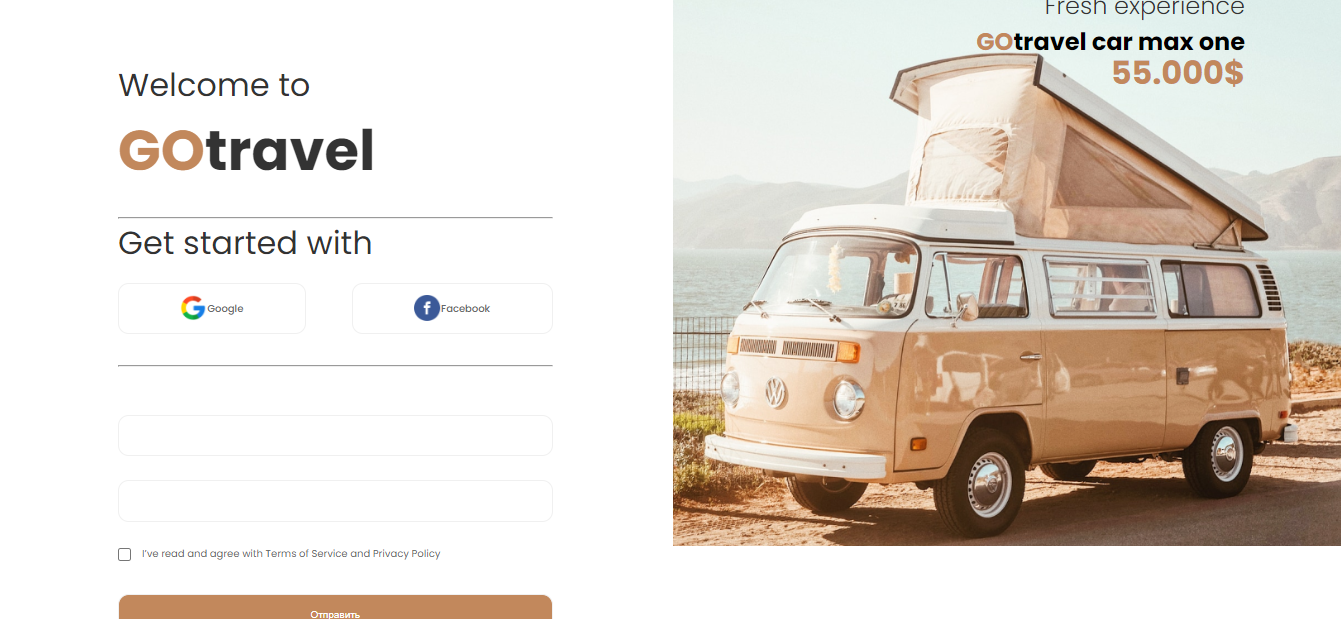 Welcome to
GOtravel
Get started with
Google
Facebook
I've read and agree with Terms of Service and Privacy Policy
Отправить
Fresh experience
GOtravel car max one
55.000$